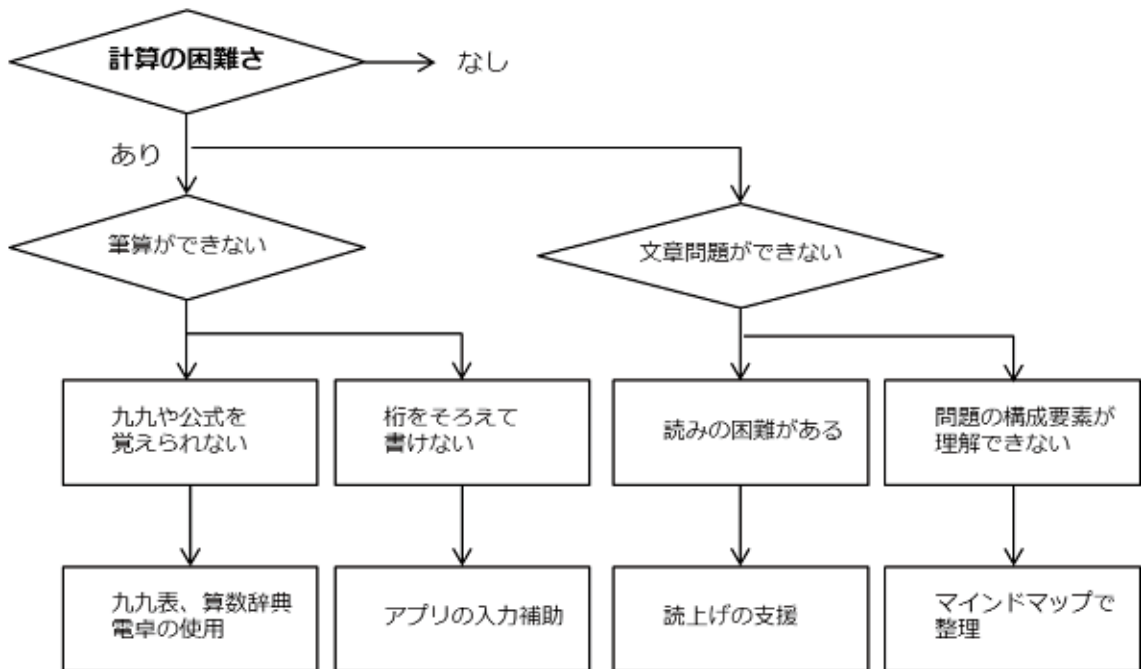 計算の困難さ
なし
あり
筆算ができない
文章問題ができない
九九や公式を
覚えられない
桁をそろえて
書けない
読みの困難がある
問題の構成要素が
理解できない
九九表、算数辞典
電卓の使用
アプリの入力補助
読上げの支援
マインドマップで
整理